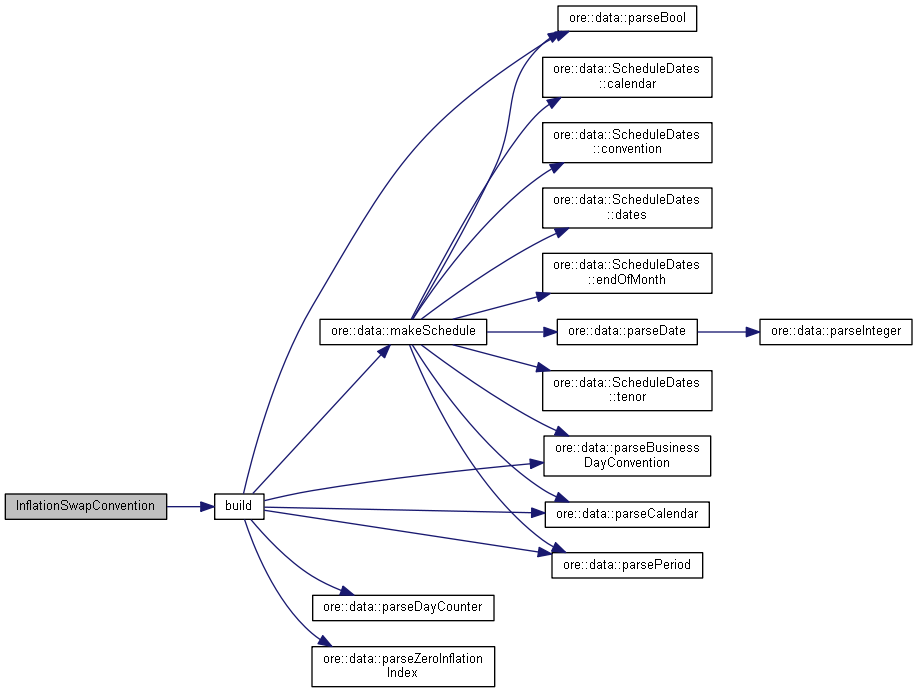 ore::data::parseBool
ore::data::ScheduleDates
::calendar
ore::data::ScheduleDates
::convention
ore::data::ScheduleDates
::dates
ore::data::ScheduleDates
::endOfMonth
ore::data::makeSchedule
ore::data::parseDate
ore::data::parseInteger
ore::data::ScheduleDates
::tenor
ore::data::parseBusiness
DayConvention
InflationSwapConvention
build
ore::data::parseCalendar
ore::data::parsePeriod
ore::data::parseDayCounter
ore::data::parseZeroInflation
Index